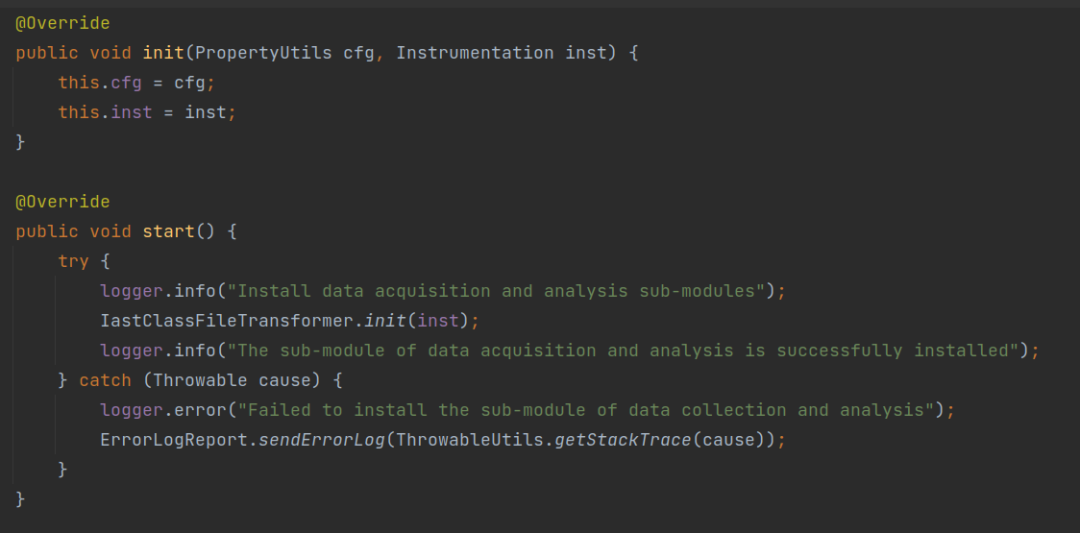 @Override
public void init(PropertyUtils cfg, Instrumentation inst) {
    this.cfg = cfg;
    this.inst = inst;
}
@Override
public void start() {
    try {
        logger.info("Install data acquisition and analysis sub-modules");
        IastClassFileTransformer.init(inst);
        logger.info("The sub-module of data acquisition and analysis is successfully installed");
    } catch (Throwable cause) {
        logger.error("Failed to install the sub-module of data collection and analysis");
        ErrorLogReport.sendErrorLog(ThrowableUtils.getStackTrace(cause));
    }
}